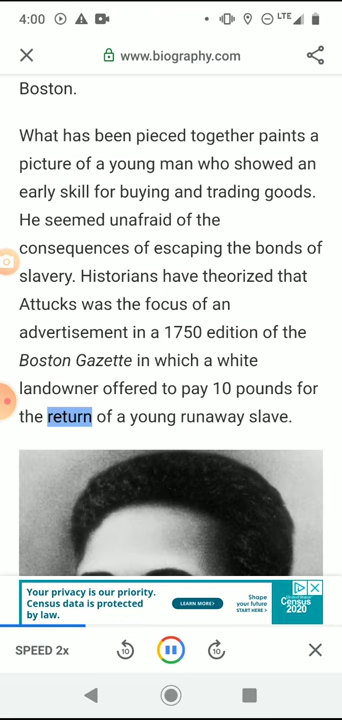 4:00
LTE
www.biography.com
Boston.
What has been pieced together paints a
picture of a young man who showed an
early skill for buying and trading goods.
He seemed unafraid of the
consequences of escaping the bonds of
slavery. Historians have theorized that
Attucks was the focus of an
advertisement in a 1750 edition of the
Boston Gazette in which a white
landowner offered to pay 10 pounds for
the return of a young runaway slave.
Your privacy is our priority.
Census data is protected
by law.
LEARN MORE>
Shape
your future
START HERE >
United States
Census
2020
SPEED 2x
10
10